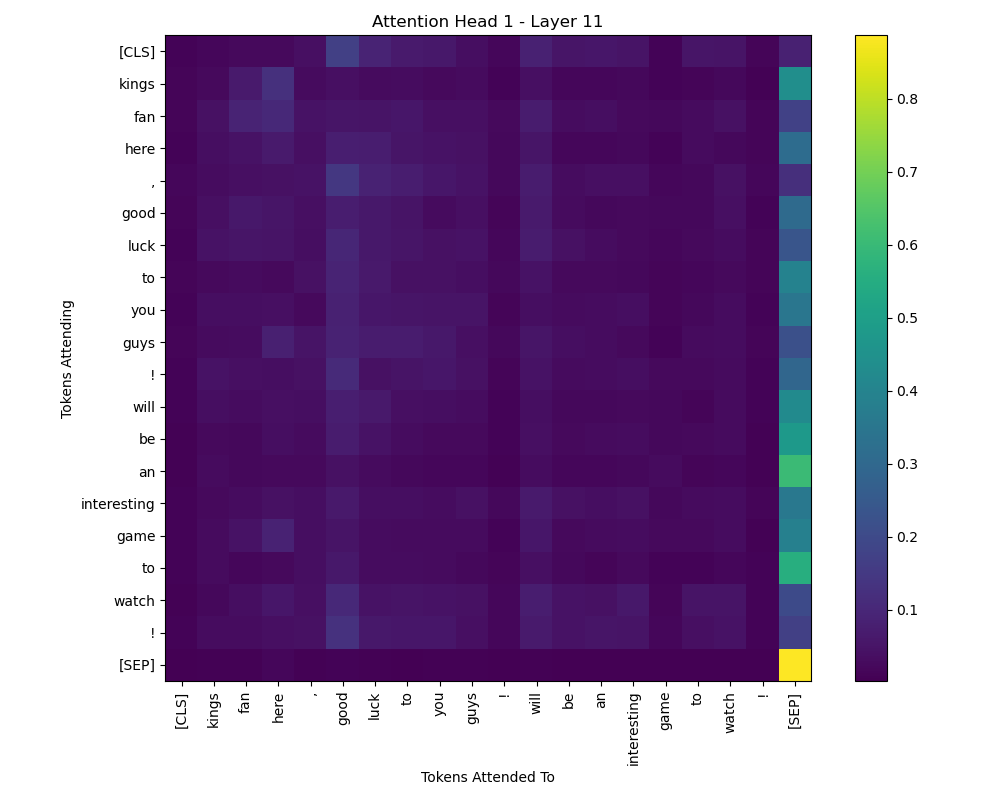 Attention Head 1 - Layer 11
[CLS]
kings
fan
here
,
good
luck
to
you
guys
!
will
be
an
interesting
game
to
watch
!
[SEP]
Tokens Attending
[CLS]
kings
fan
here
,
good
luck
to
you
guys
!
will
be
an
interesting
game
to
watch
!
[SEP]
Tokens Attended To
0.8
0.7
0.6
0.5
0.4
0.3
0.2
0.1